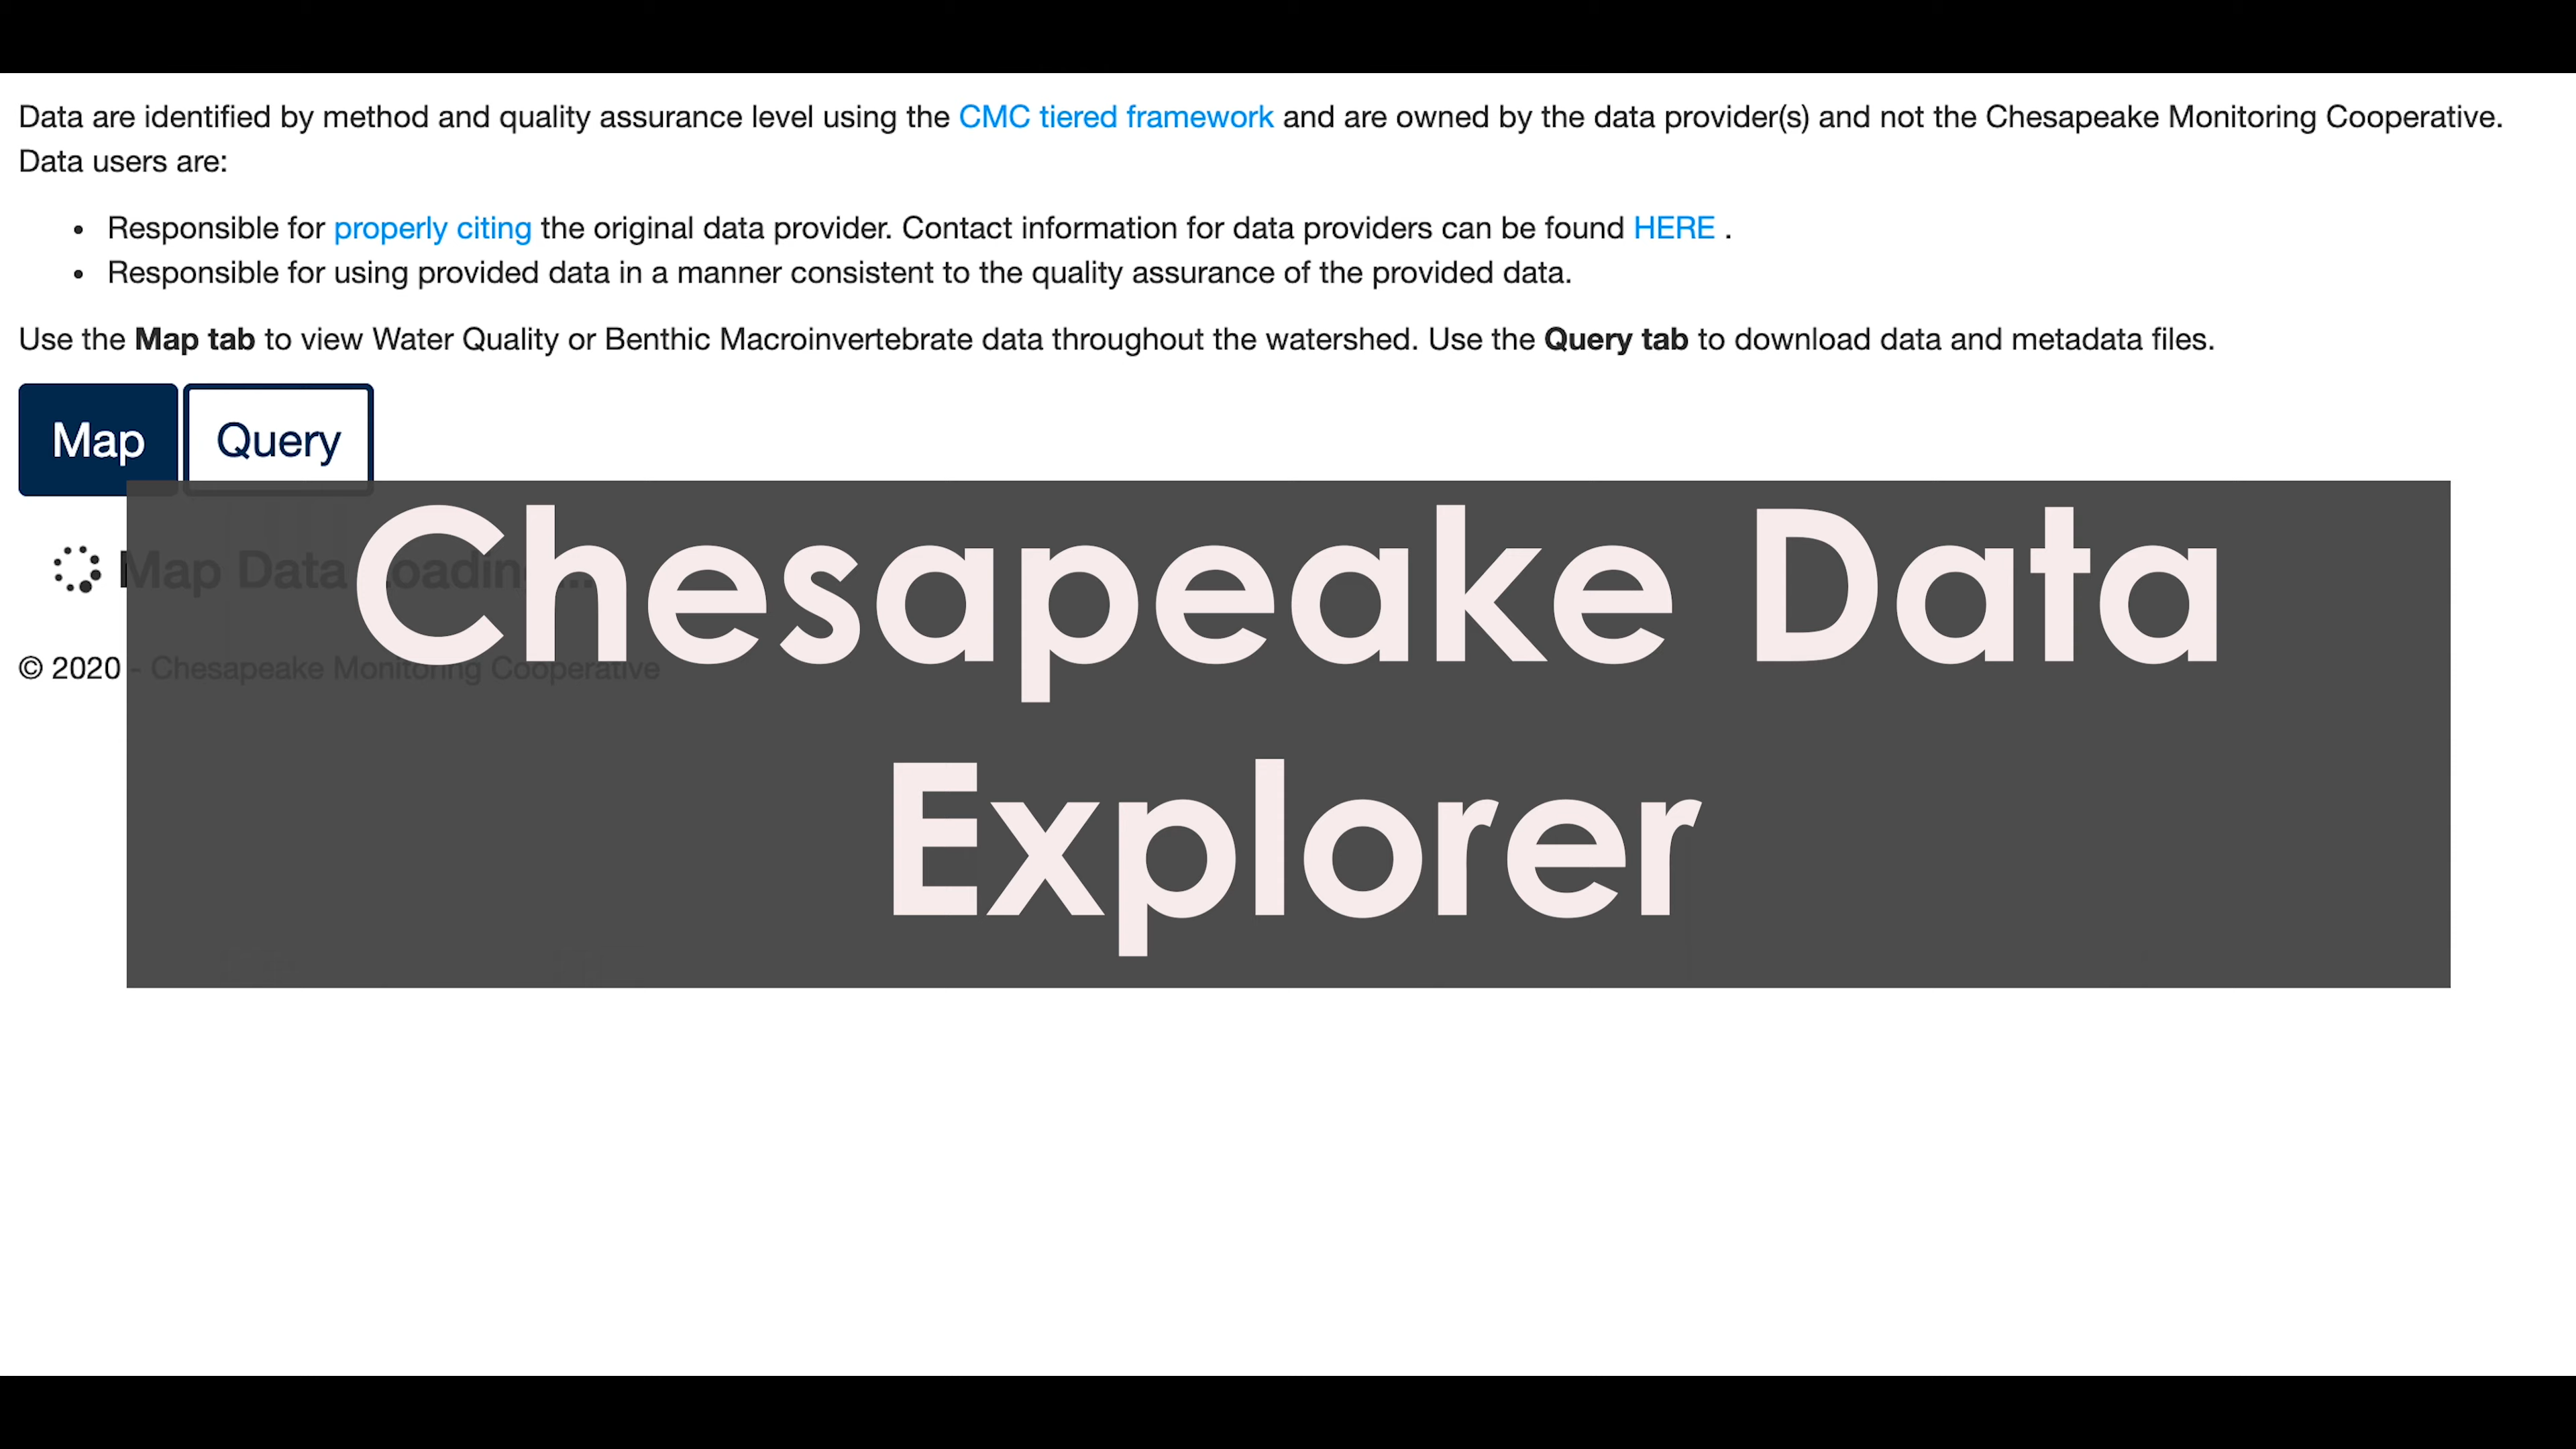 Data are identified by method and quality assurance level using the CMC tiered framework and are owned by the data provider(s) and not the Chesapeake Monitoring Cooperative.
Data users are:
• Responsible for properly citing the original data provider. Contact information for data providers can be found HERE .
• Responsible for using provided data in a manner consistent to the quality assurance of the provided data.
Use the Map tab to view Water Quality or Benthic Macroinvertebrate data throughout the watershed. Use the Query tab to download data and metadata files.
Map Query
Map Data Loading...
Chesapeake Data
© 2020 - Chesapeake Monitoring Cooperative
Explorer